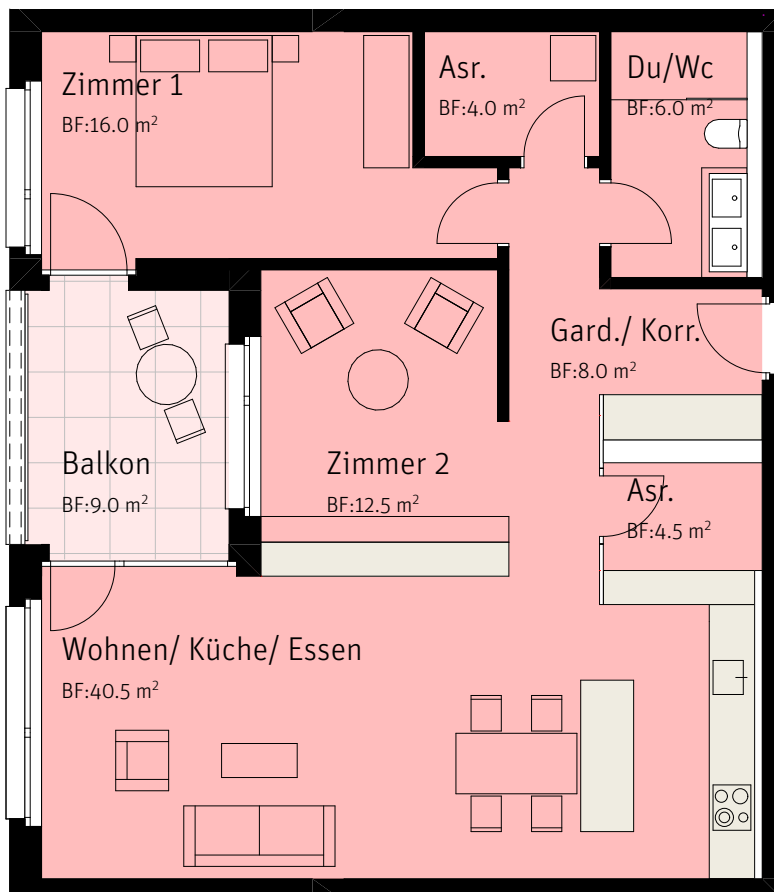 Zimmer 1
BF:16.0 m²
Asr.
BF:4.0 m²
Du/Wc
BF:6.0 m²
Gard./ Korr.
BF:8.0 m²
Balkon
BF:9.0 m²
Zimmer 2
BF:12.5 m²
Asr.
BF:4.5 m²
Wohnen/ Küche/ Essen
BF:40.5 m²